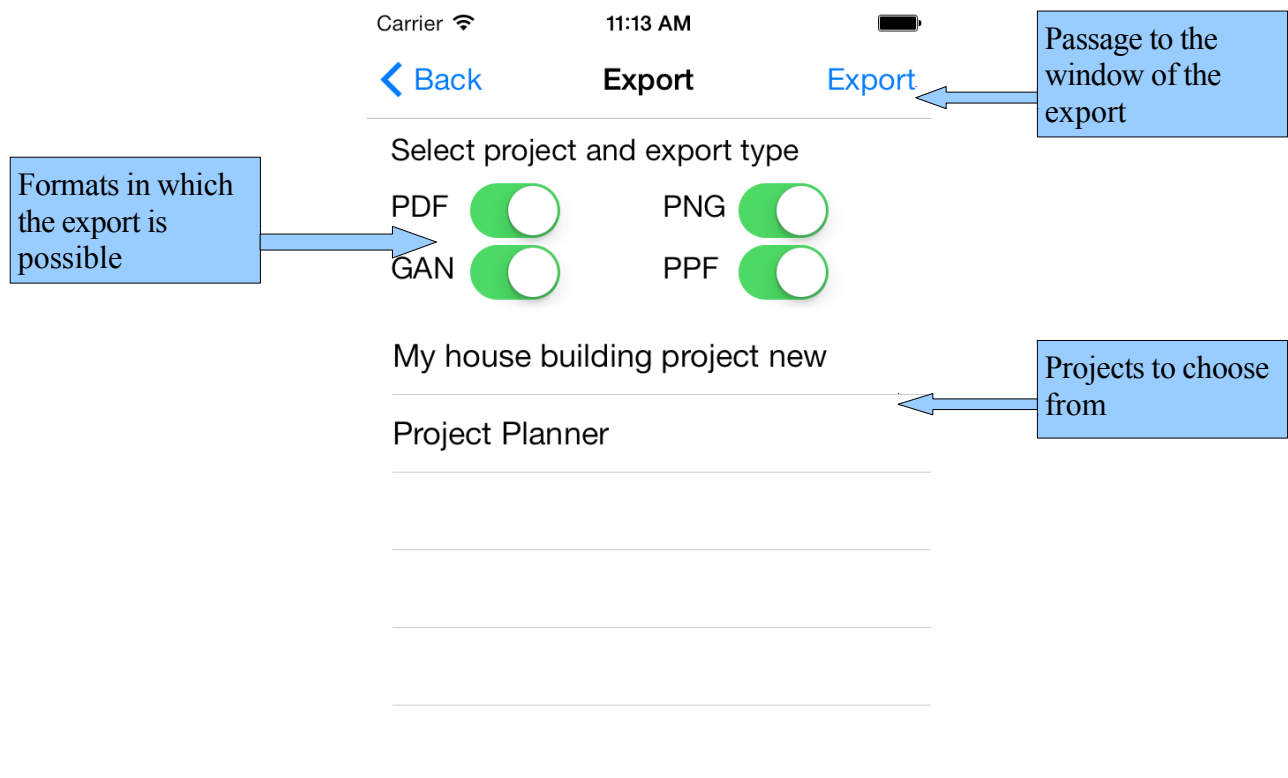 Carrier
11:13 AM
Back
Export
Export
Passage to the
window of the
export
Select project and export type
Formats in which
the export is
possible
PDF
PNG
GAN
PPF
My house building project new
Projects to choose
from
Project Planner